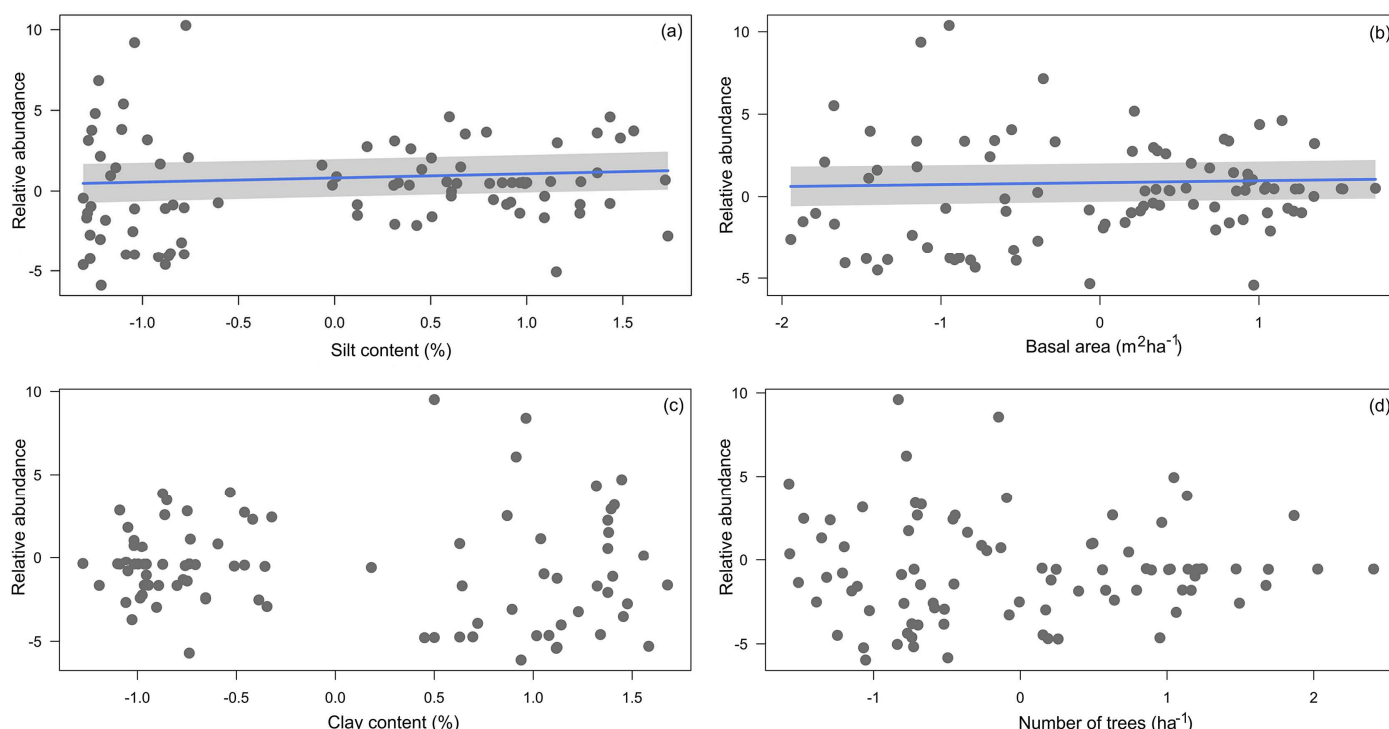 (a)
Relative abundance
10
5
0
-5
-1.0 -0.5 0.0 0.5 1.0 1.5
Silt content (%)
(b)
Relative abundance
10
5
0
-5
-2 -1 0 1
Basal area (m²ha⁻¹)
(c)
Relative abundance
10
5
0
-5
-1.0 -0.5 0.0 0.5 1.0 1.5
Clay content (%)
(d)
Relative abundance
10
5
0
-5
-1 0 1 2
Number of trees (ha⁻¹)